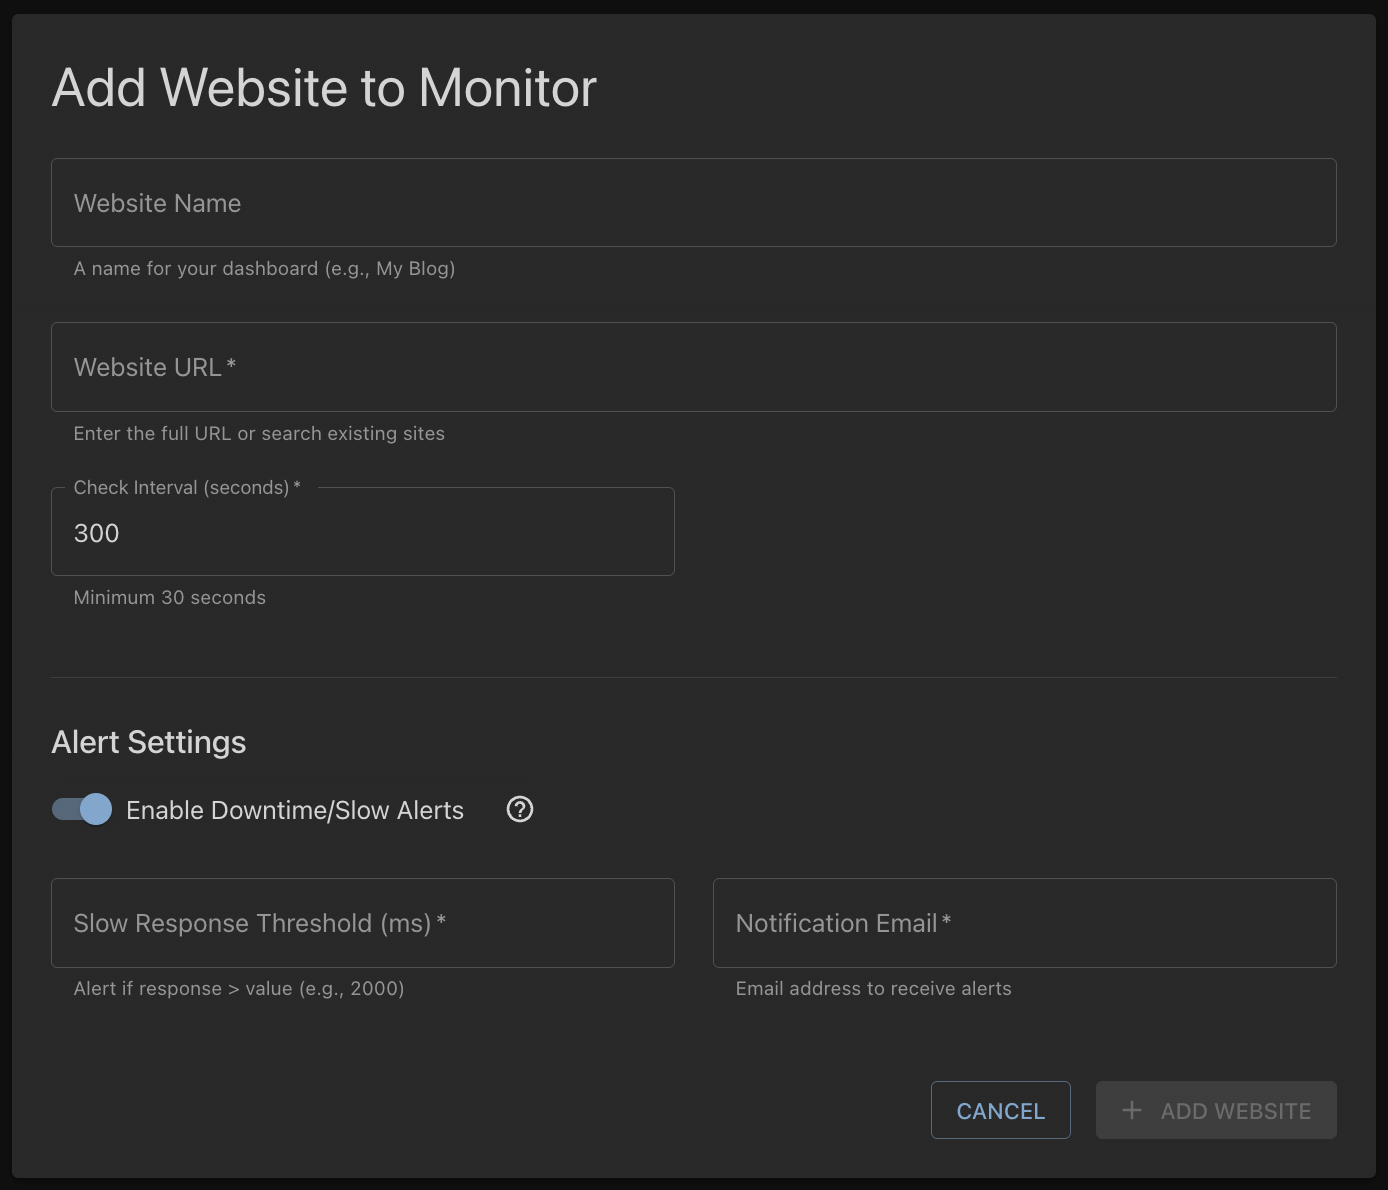 Add Website to Monitor
Website Name
A name for your dashboard (e.g., My Blog)
Website URL *
Enter the full URL or search existing sites
Check Interval (seconds) *
300
Minimum 30 seconds
Alert Settings
Enable Downtime/Slow Alerts ?
Slow Response Threshold (ms) * Notification Email *
Alert if response > value (e.g., 2000) Email address to receive alerts
CANCEL + ADD WEBSITE